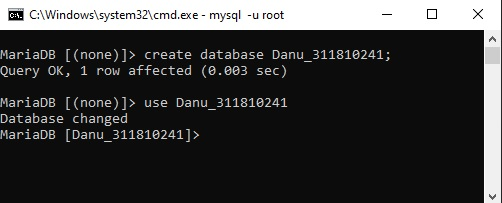 C:\Windows\system32\cmd.exe - mysql  -u root
MariaDB [(none)]> create database Danu_311810241;
Query OK, 1 row affected (0.003 sec)
MariaDB [(none)]> use Danu_311810241
Database changed
MariaDB [Danu_311810241]>